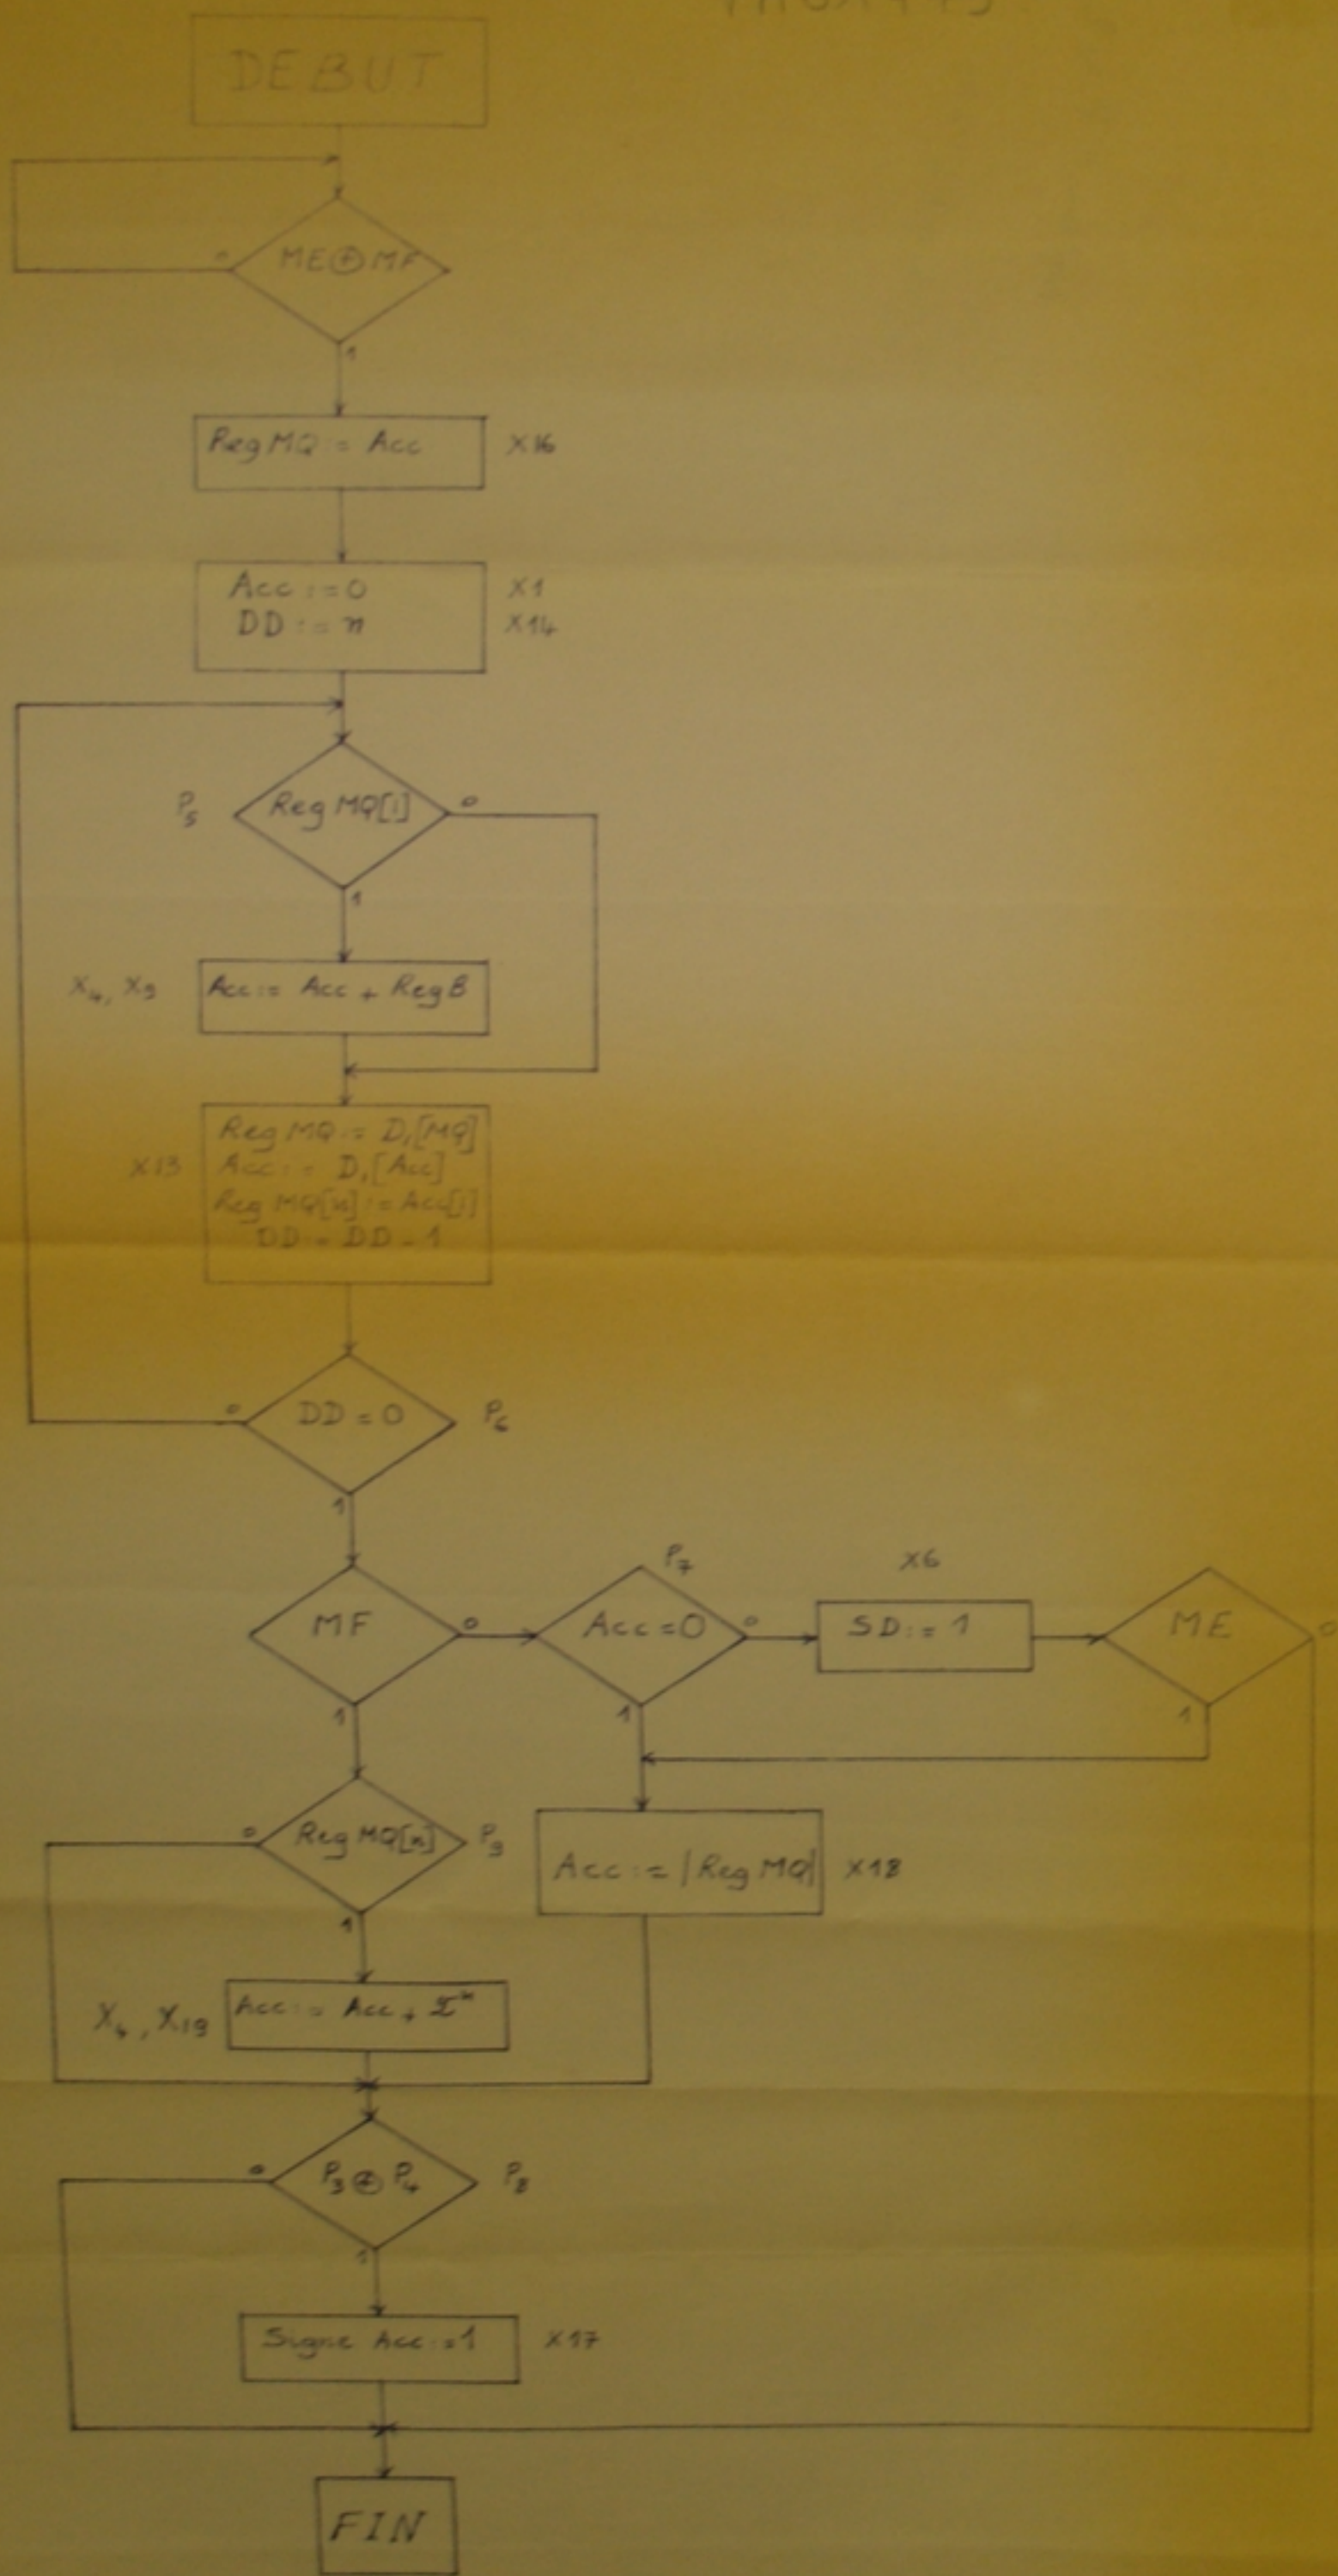 DEBUT
ME⊕MF
0
1
Reg MQ := Acc
X16
Acc := 0
X1
DD := n
X14
P5
Reg MQ[1]
0
1
X4, X9
Acc := Acc + Reg B
Reg MQ := D1[MQ]
X13
Acc := D1[Acc]
Reg MQ[n] := Acc[1]
DD = DD - 1
0
DD = 0
P6
1
P7
X6
MF
0
Acc = 0
0
SD := 1
ME
0
1
1
1
0
Reg MQ[n]
P9
Acc := |Reg MQ|
X18
1
X4, X19
Acc := Acc +
0
P3 ⊕ P4
P8
1
Signe Acc := 1
X17
FIN